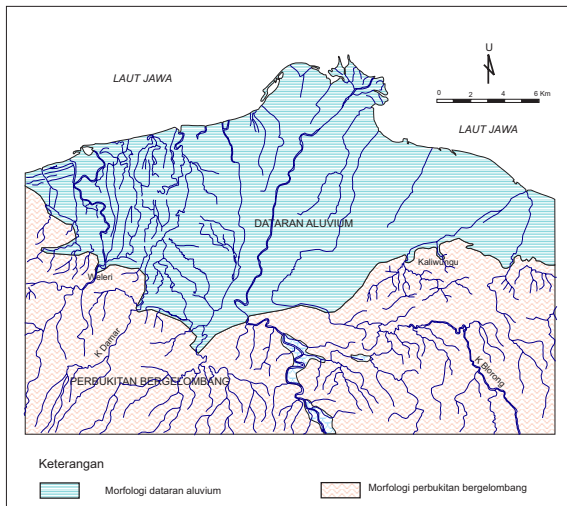 LAUT JAWA
U
0 2 4 6 Km
LAUT JAWA
DATARAN ALUVIUM
Kaliwungu
Weleri
K Damar
K Blorong
PERBUKITAN BERGELOMBANG
Keterangan
Morfologi dataran aluvium
Morfologi perbukitan bergelombang